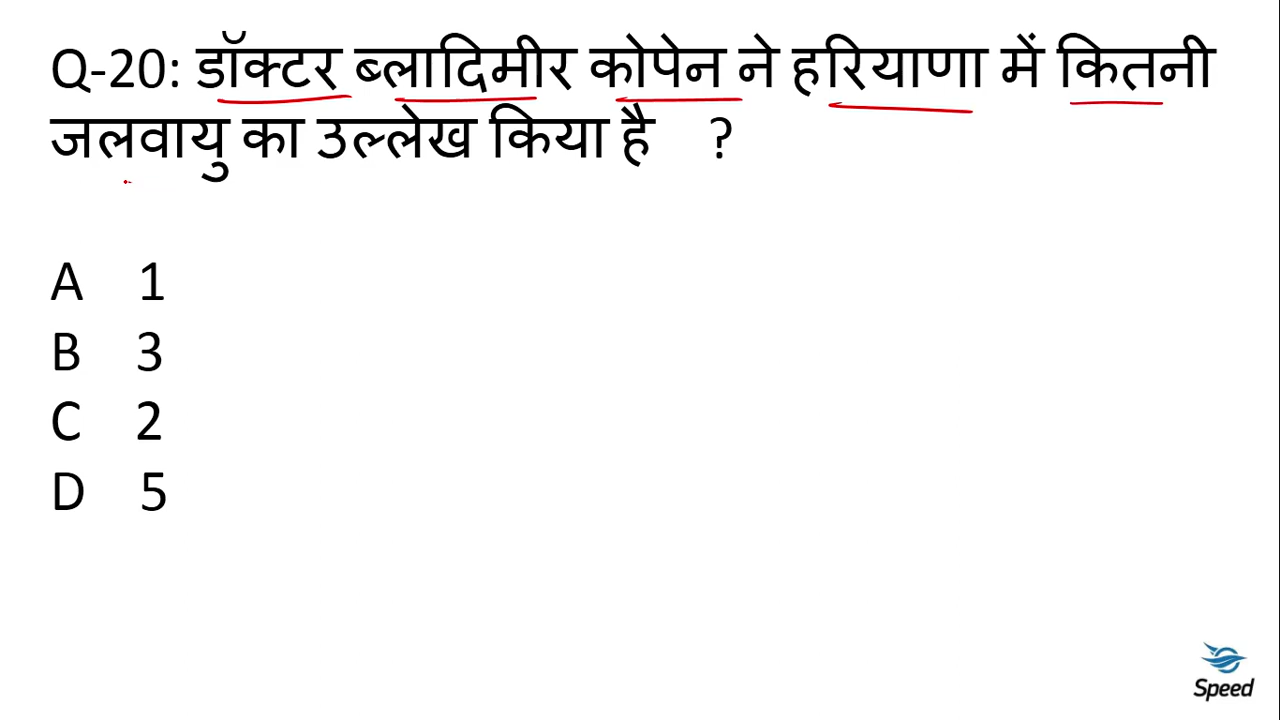 Q-20: डॉक्टर ब्लादिमीर कोपेन ने हरियाणा में कितनी
जलवायु का उल्लेख किया है ?
A 1
B 3
C 2
D 5
Speed